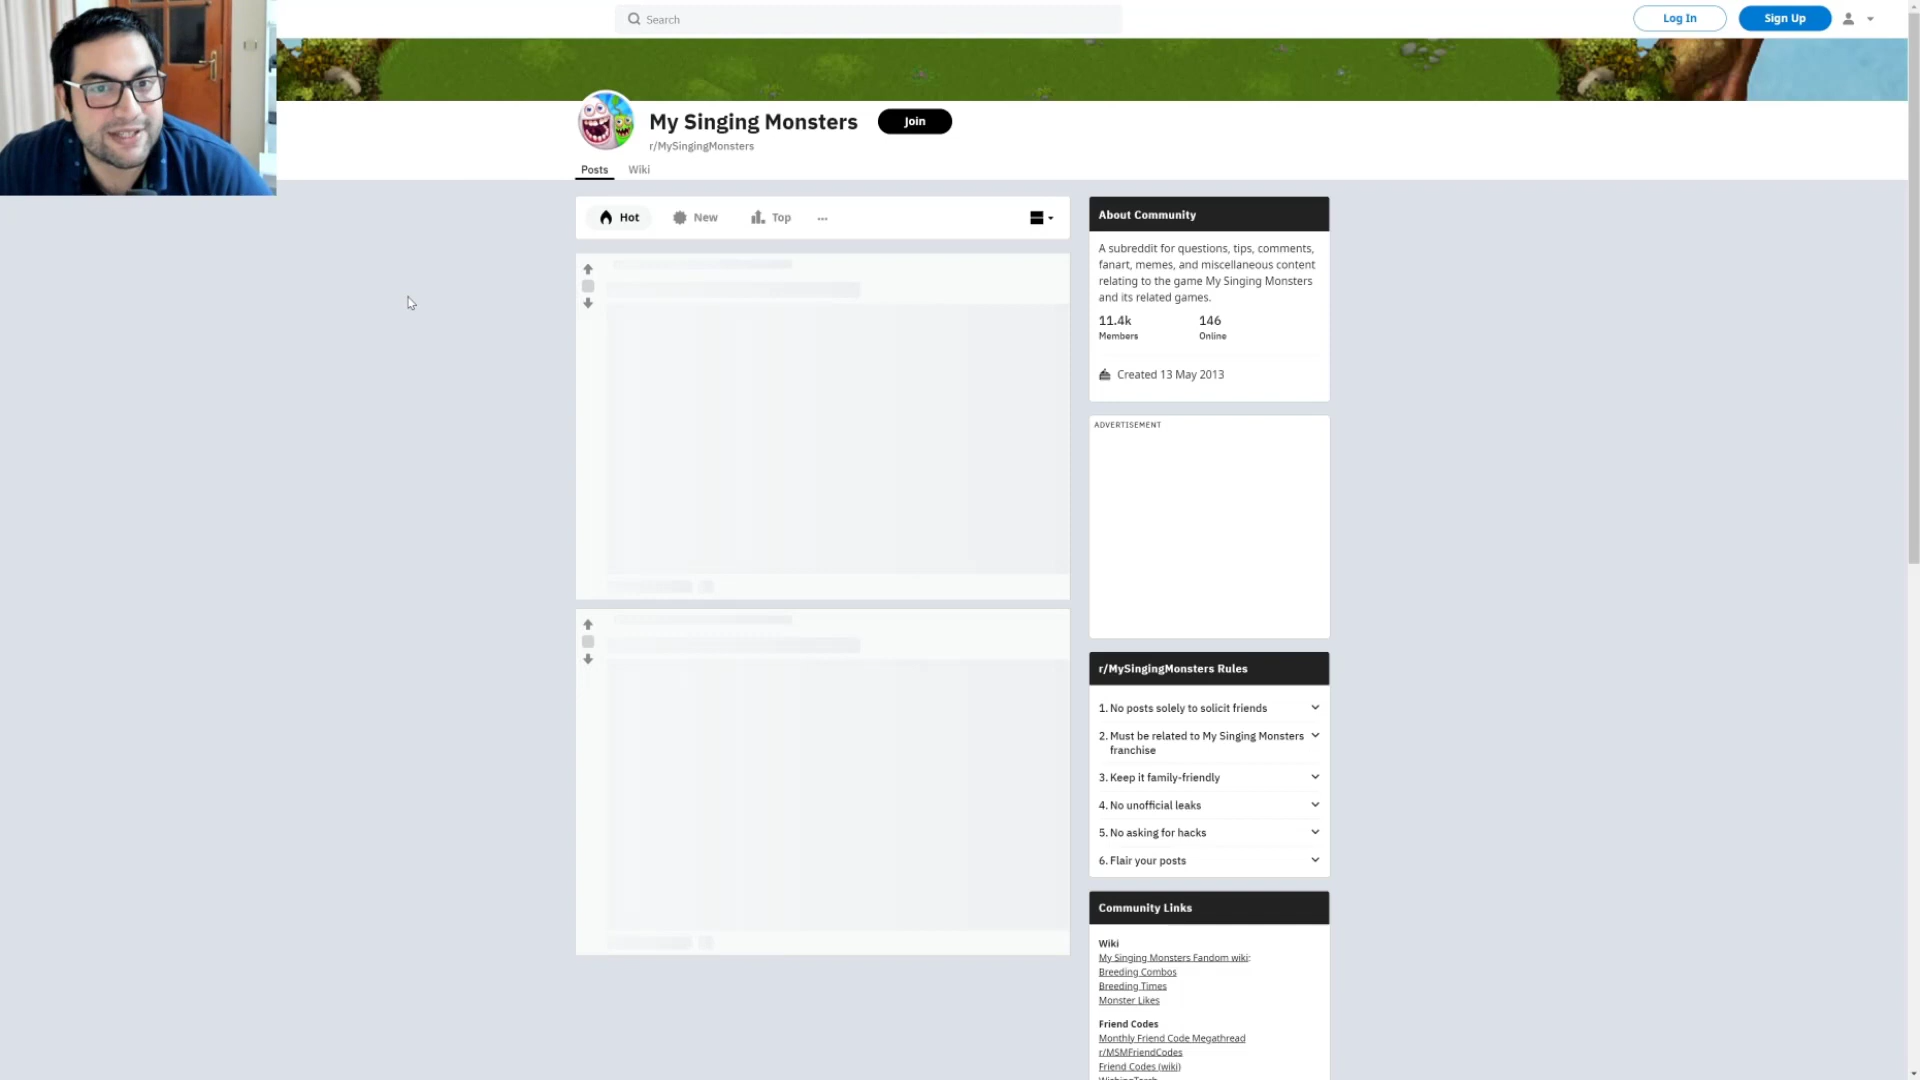 Search
Log In
Sign Up
My Singing Monsters
Join
r/MySingingMonsters
Posts
Wiki
Hot
New
Top
...
About Community
A subreddit for questions, tips, comments,
fanart, memes, and miscellaneous content
relating to the game My Singing Monsters
and its related games.
11.4k
146
Members
Online
Created 13 May 2013
ADVERTISEMENT
r/MySingingMonsters Rules
1. No posts solely to solicit friends
2. Must be related to My Singing Monsters
franchise
3. Keep it family-friendly
4. No unofficial leaks
5. No asking for hacks
6. Flair your posts
Community Links
Wiki
My Singing Monsters Fandom wiki:
Breeding Combos
Breeding Times
Monster Likes
Friend Codes
Monthly Friend Code Megathread
r/MSMFriendCodes
Friend Codes (wiki)